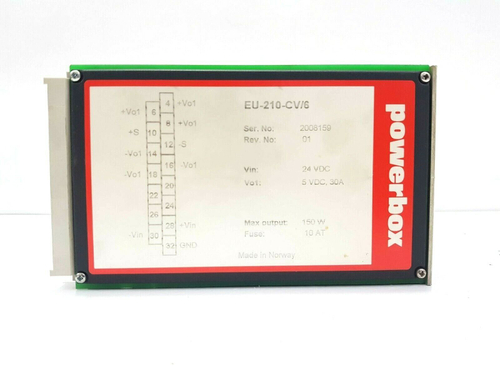 EU-210-CV/6
Ser. No: 2006159
Rev. No: 01
Vin: 24 VDC
Vo1: 5 VDC, 30A
Max output: 150 W
Fuse: 10 AT
Made in Norway
powerbox
4 +Vo1
+Vo1 6
8 +Vo1
+S 10
12 -S
-Vo1 14
16 -Vo1
-Vo1 18
20
22
24
26
28 +Vin
-Vin 30
32 GND